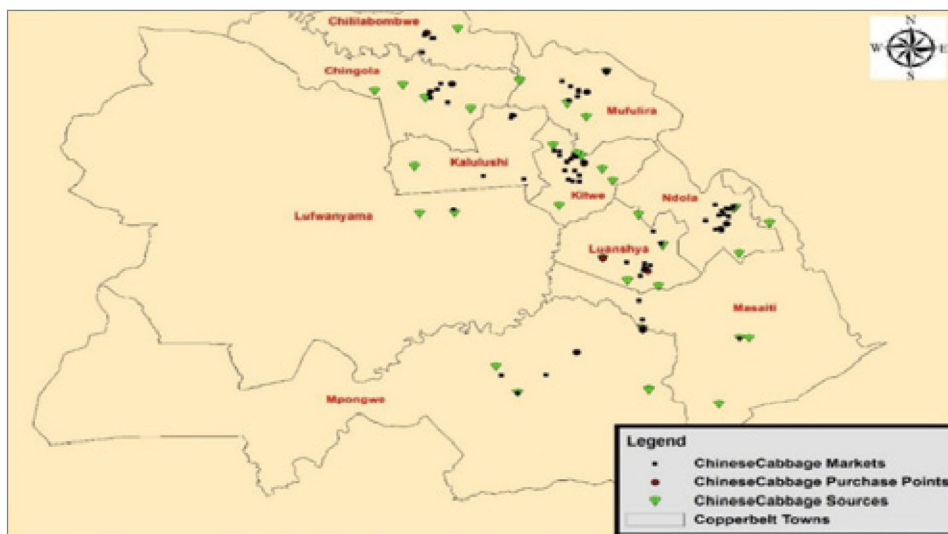 Chililabombwe
N
W E
S
Chingola
Mufulira
Kalulushi
Kitwe
Ndola
Lufwanyama
Luanshya
Masaiti
Mpongwe
Legend
ChineseCabbage Markets
ChineseCabbage Purchase Points
ChineseCabbage Sources
Copperbelt Towns